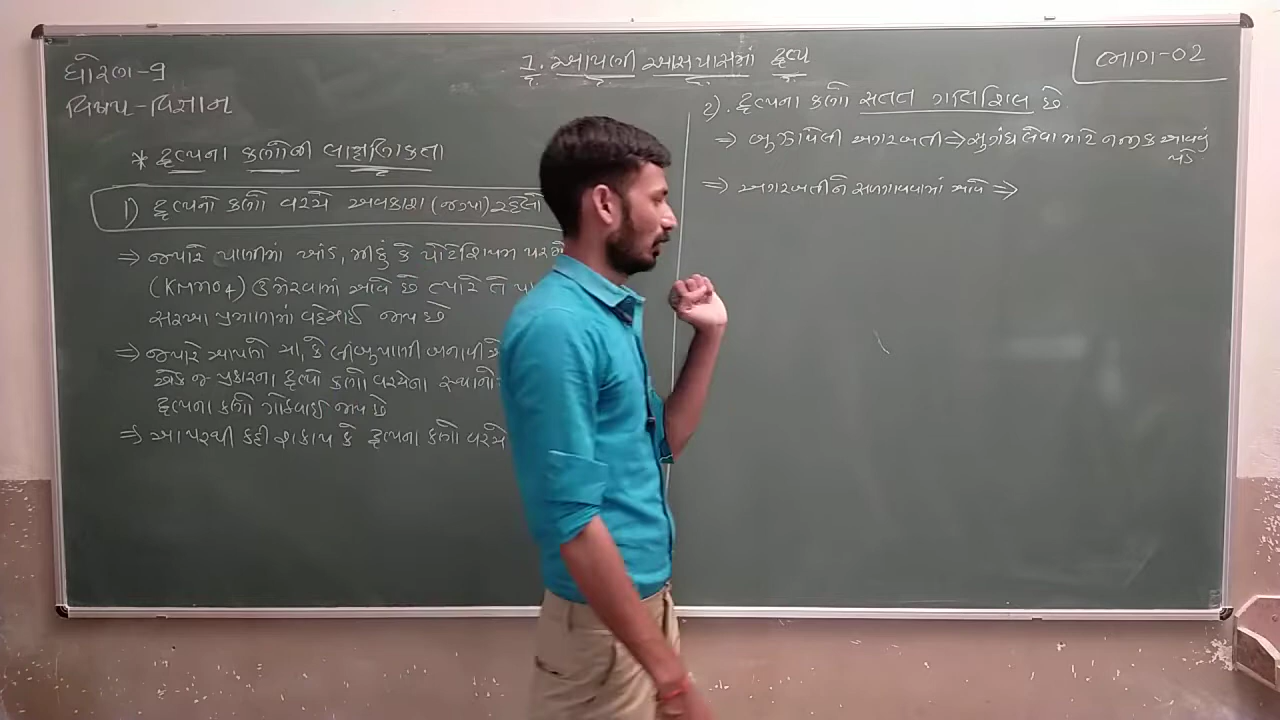 ધોરણ-9
વિષય-વિજ્ઞાન
1. આપણી આસપાસમાં દ્રવ્ય
ભાગ-02
* દ્રવ્યના કણોની લાક્ષણિકતા
1) દ્રવ્યના કણો વચ્ચે અવકાશ (જગ્યા) રહેલો
⇒ જ્યારે પાણીમાં ખાંડ, મીઠું કે પોટેશિયમ
(KMnO4) ઉમેરવામાં આવે છે ત્યારે તે
સરખા પ્રમાણમાં વહેંચાઈ જાય છે
⇒ જ્યારે આપણે ચા, કે લીંબુપાણી બનાવી
એક જ પ્રકારના દ્રવ્યો કણો વચ્ચેના સ્થાનો
દ્રવ્યના કણો ગોઠવાઈ જાય છે
⇒ આ પરથી કહી શકાય કે દ્રવ્યના કણો વચ્ચે
2). દ્રવ્યના કણો સતત ગતિશિલ છે
⇒ બુઝાયેલી અગરબતી ⇒ સુગંધ લેવા માટે નજીક આવવું
પડે
⇒ અગરબતીને સળગાવવામાં આવે ⇒